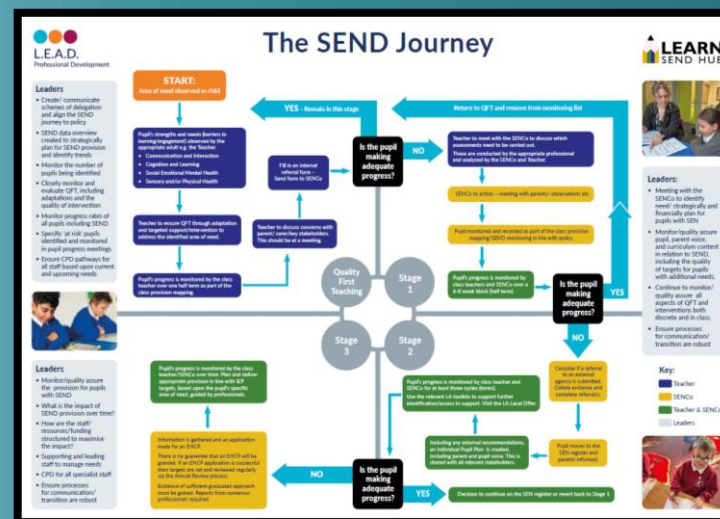 L.E.A.D.
Professional Development
The SEND Journey
LEARN
SEND HUB
Leaders
• Create/ communicate
schemes of delegation
and align the SEND
journey to policy
• SEND data overview
created to strategically
plan for SEND provision
and identify trends
• Monitor the number of
pupils being identified
• Closely monitor and
evaluate QFT, including
adaptations and the
quality of intervention
• Monitor progress rates of
all pupils including SEND
• Specific 'at risk' pupils
identified and monitored
in pupil progress meetings
• Ensure CPD pathways for
all staff based upon current
and upcoming needs.
START:
Area of need observed in child
Pupil's strengths and needs (barriers to
learning/engagement) observed by the
appropriate adult e.g. the Teacher:
• Communication and Interaction
• Cognition and Learning
• Social Emotional Mental Health
• Sensory and/or Physical Health
Teacher to ensure QFT through adaptation
and targeted support/intervention to
address the identified area of need.
Pupil's progress is monitored by the class
teacher over one half term as part of the
class provision mapping.
Teacher to discuss concerns with
parent/ carer/key stakeholders.
This should be at a meeting.
Fill in an internal
referral form –
Send form to SENCo
YES – Remain in this stage
Is the pupil
making
adequate
progress?
NO
Return to QFT and remove from monitoring list
Teacher to meet with the SENCo to discuss which
assessments need to be carried out.
These are conducted by the appropriate professional
and analysed by the SENCo and Teacher.
SENCo to action – meeting with parents/ observations etc.
Pupil monitored and recorded as part of the class provision
mapping/SEND monitoring in line with policy.
Pupil's progress is monitored by
class teachers and SENCo over a
6-8 week block (half term)
Is the pupil
making
adequate
progress?
YES
NO
Quality
First
Teaching
Stage
1
Stage
3
Stage
2
Leaders:
• Meeting with the
SENCo to identify
need/ strategically and
financially plan for
pupils with SEN
• Monitor/quality assure
pupil, parent voice,
and curriculum content
in relation to SEND,
including the quality
of targets for pupils
with additional needs.
• Continue to monitor/
quality assure all
aspects of QFT and
interventions both
discrete and in class.
• Ensure processes
for communication/
transition are robust
Consider if a referral
to an external
agency is submitted.
Collate evidence and
complete referral/s.
Pupil moves to the
SEN register and
parents informed.
Pupil's progress is monitored by class teacher and
SENCo for at least three cycles (terms).
Use the relevant LA toolkits to support further
identification/access to support. Visit the LA Local Offer.
Including any external recommendations, an
Individual Pupil Plan is created,
including parent and pupil voice. This is
shared with all relevant stakeholders.
Is the pupil
making
adequate
progress?
YES
Decision to continue on the SEN register or revert back to Stage 1.
NO
Information is gathered and an application
made for an EHCP.
There is no guarantee that an EHCP will be
granted. If an EHCP application is successful
then targets are set and reviewed regularly
via the Annual Review process.
Evidence of sufficient graduated approach
must be gained. Reports from numerous
professionals required.
Pupil's progress is monitored by the class
teacher/SENCo over time. Plan and deliver
appropriate provision in line with IEP
targets, based upon the pupil's specific
area of need, guided by professionals.
Leaders
• Monitor/quality assure
the provision for pupils
with SEND
• What is the impact of
SEND provision over time?
• How are the staff/
resources/funding
structured to maximise
the impact?
• Supporting and leading
staff to manage needs
• CPD for all specialist staff
• Ensure processes
for communication/
transition are robust
Key:
Teacher
SENCo
Teacher & SENCo
Leaders